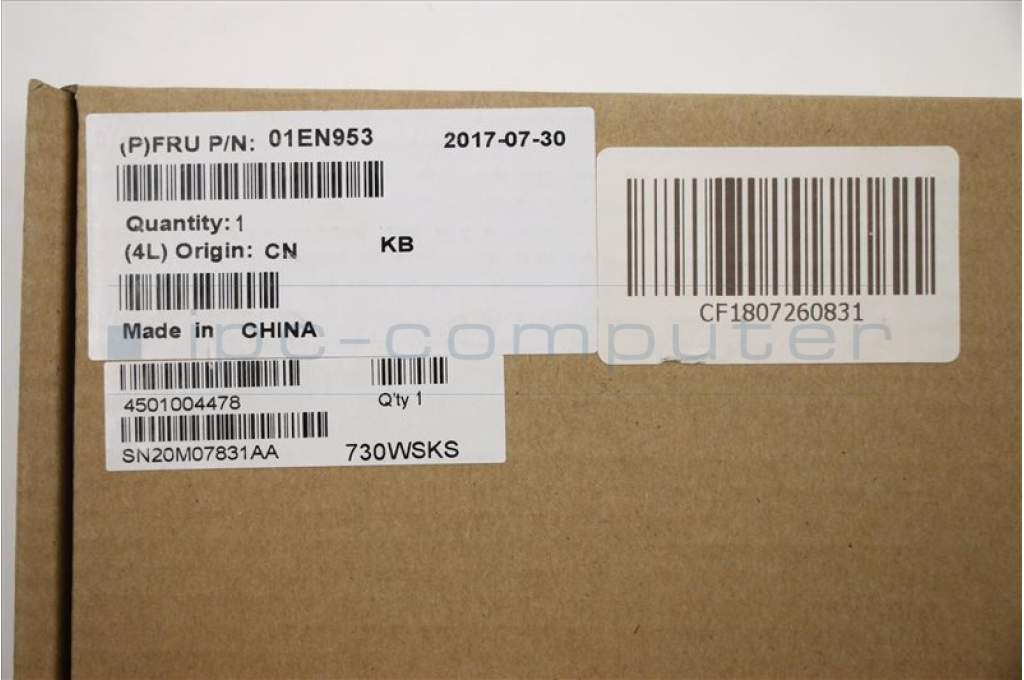 (P)FRU P/N: 01EN953 2017-07-30
Quantity: 1
(4L) Origin: CN KB
Made in CHINA
4501004478 Q'ty 1
SN20M07831AA 730WSKS
CF1807260831
ipc-computer